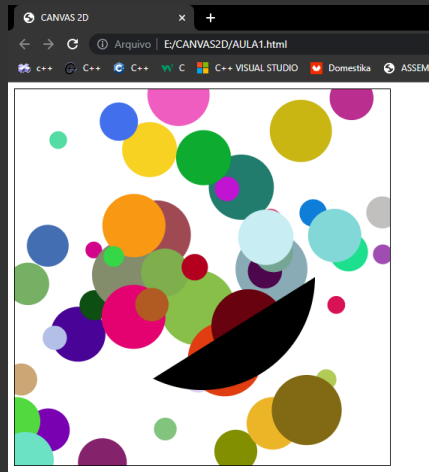 CANVAS 2D × +
Arquivo | E:/CANVAS2D/AULA1.html
c++ C++ C++ C C++ VISUAL STUDIO Domestika ASSEM